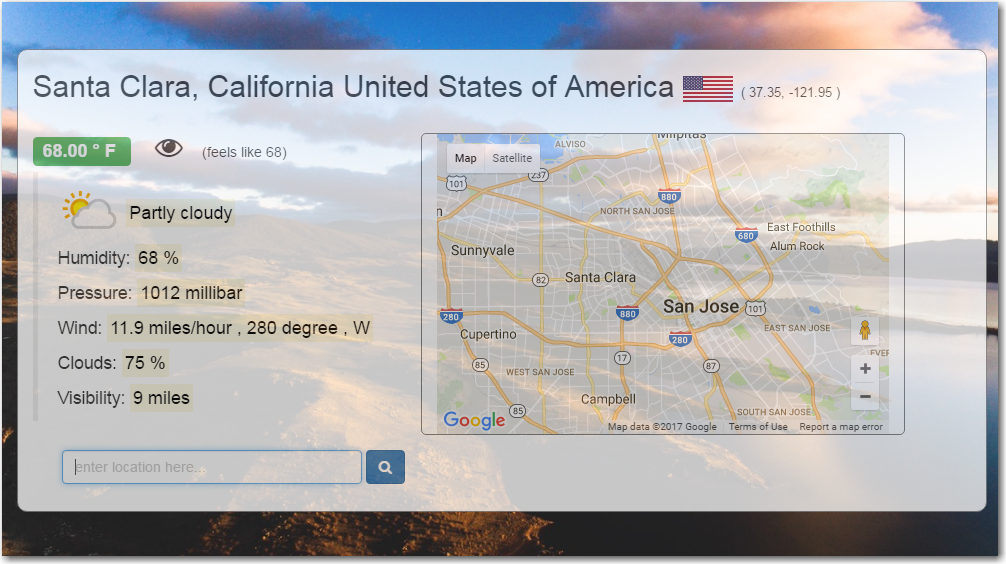 Santa Clara, California United States of America ( 37.35, -121.95 )
68.00 ° F (feels like 68)
Partly cloudy
Humidity: 68 %
Pressure: 1012 millibar
Wind: 11.9 miles/hour , 280 degree , W
Clouds: 75 %
Visibility: 9 miles
enter location here...
Milpitas
ALVISO
Map Satellite
237
101
880
NORTH SAN JOSE
680
East Foothills
Alum Rock
Sunnyvale
82
Santa Clara
San Jose
101
280
880
EAST SAN JOSE
Cupertino
280
17
85
87
WEST SAN JOSE
EVER
+
Campbell
−
85
SOUTH SAN JOSE
Google
Map data ©2017 Google Terms of Use Report a map error